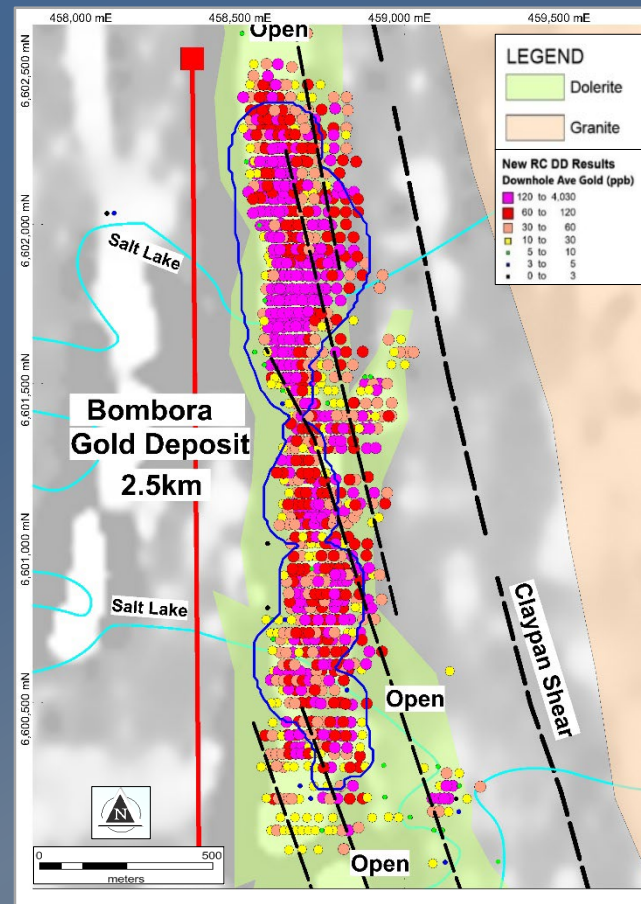 458,000 mE
458,500 mE
459,000 mE
459,500 mE
Open
6,602,500 mN
LEGEND
Dolerite
Granite
New RC DD Results
Downhole Ave Gold (ppb)
120 to 4,030
60 to 120
30 to 60
10 to 30
5 to 10
3 to 5
0 to 3
6,602,000 mN
Salt Lake
6,601,500 mN
Bombora
Gold Deposit
2.5km
6,601,000 mN
Salt Lake
Claypan Shear
6,600,500 mN
Open
N
0 500
meters
Open